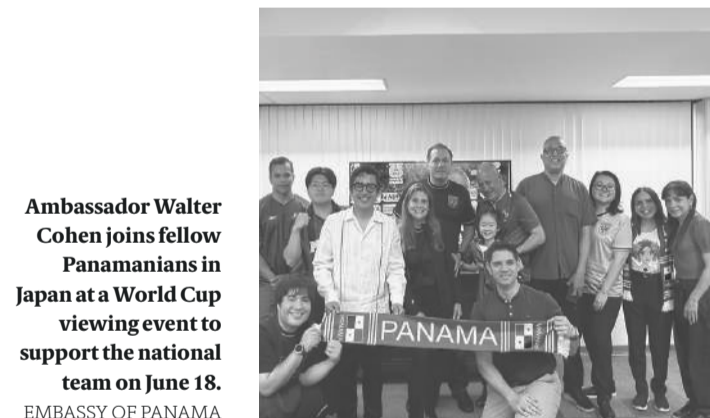 Ambassador Walter
Cohen joins fellow
Panamanians in
Japan at a World Cup
viewing event to
support the national
team on June 18.
EMBASSY OF PANAMA
PANAMA